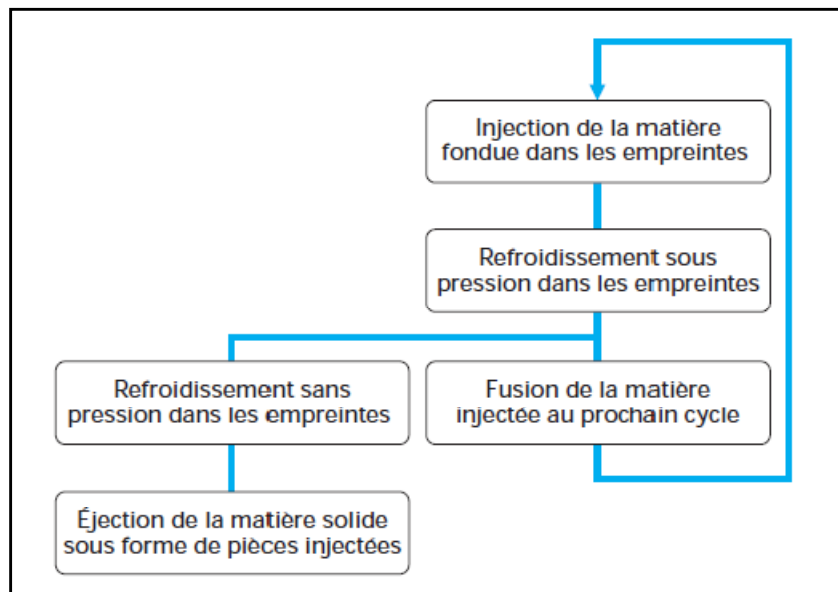 Injection de la matière
fondue dans les empreintes
Refroidissement sous
pression dans les empreintes
Refroidissement sans
pression dans les empreintes
Fusion de la matière
injectée au prochain cycle
Éjection de la matière solide
sous forme de pièces injectées